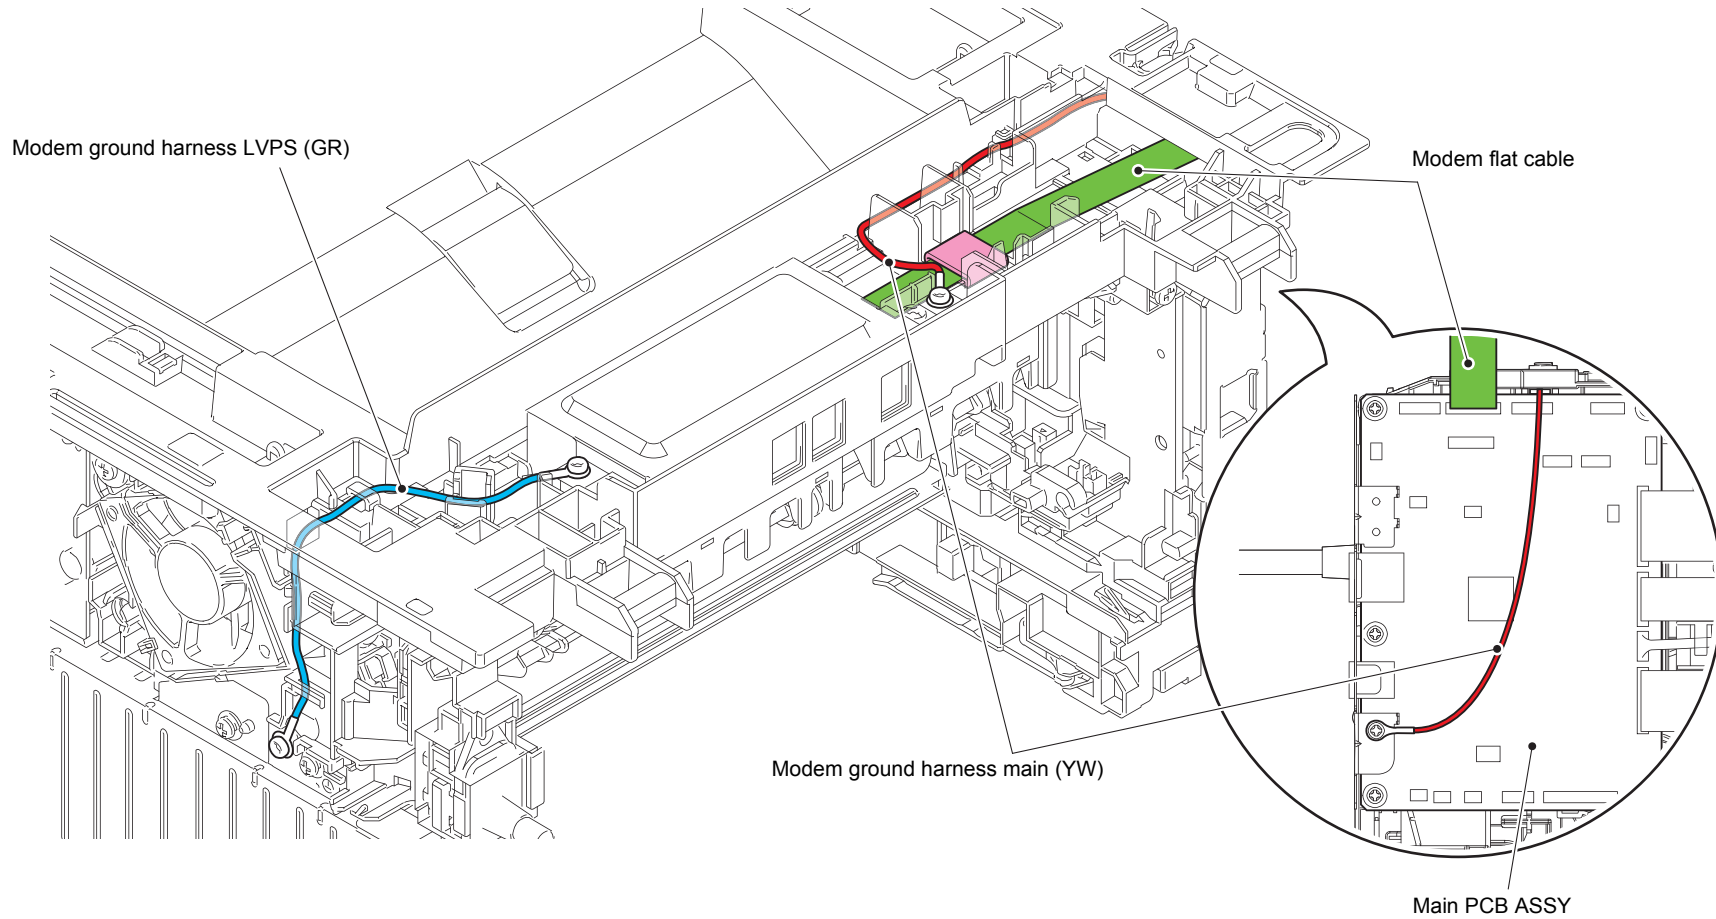 Modem ground harness LVPS (GR)
Modem flat cable
Modem ground harness main (YW)
Main PCB ASSY